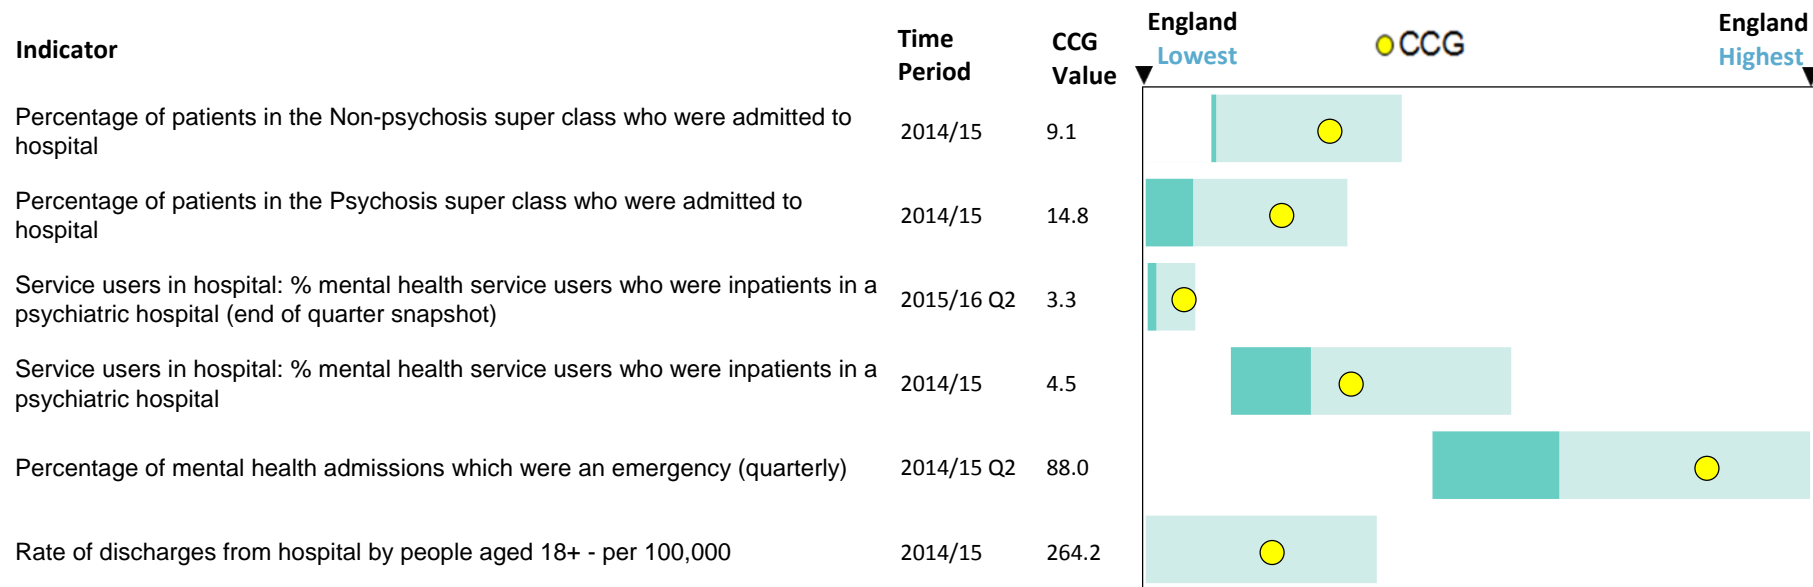 Indicator
Time
Period
CCG
Value
England
Lowest
CCG
England
Highest
Percentage of patients in the Non-psychosis super class who were admitted to
hospital
2014/15
9.1
Percentage of patients in the Psychosis super class who were admitted to
hospital
2014/15
14.8
Service users in hospital: % mental health service users who were inpatients in a
psychiatric hospital (end of quarter snapshot)
2015/16 Q2
3.3
Service users in hospital: % mental health service users who were inpatients in a
psychiatric hospital
2014/15
4.5
Percentage of mental health admissions which were an emergency (quarterly)
2014/15 Q2
88.0
Rate of discharges from hospital by people aged 18+ - per 100,000
2014/15
264.2